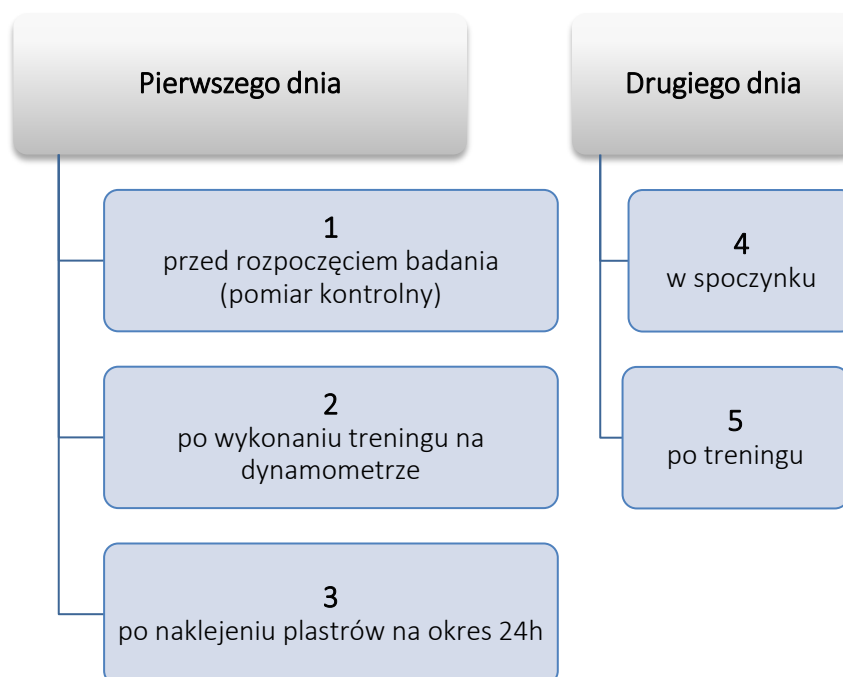 Pierwszego dnia
1
przed rozpoczęciem badania
(pomiar kontrolny)
2
po wykonaniu treningu na
dynamometrze
3
po naklejeniu plastrów na okres 24h
Drugiego dnia
4
w spoczynku
5
po treningu